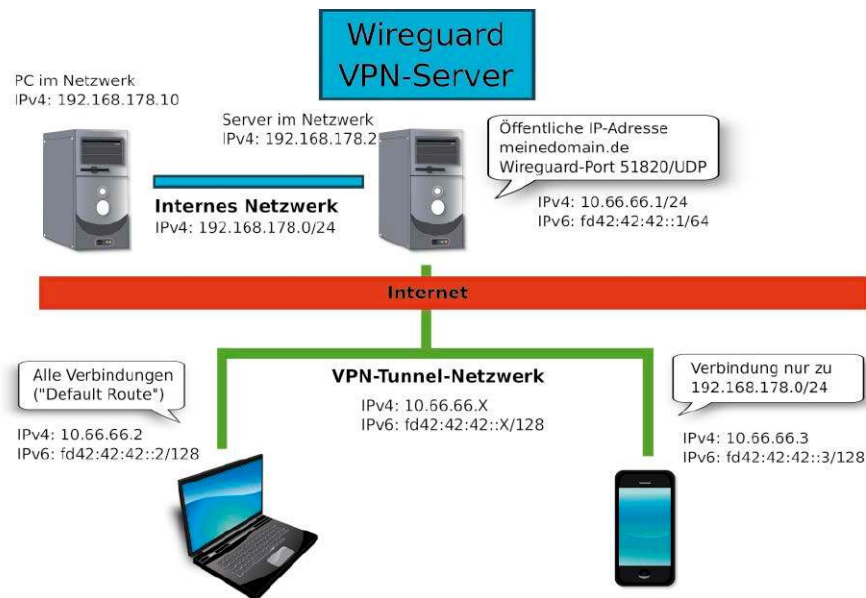 Wireguard
VPN-Server
PC im Netzwerk
IPv4: 192.168.178.10
Server im Netzwerk
IPv4: 192.168.178.2
Öffentliche IP-Adresse
meinedomain.de
Wireguard-Port 51820/UDP
Internes Netzwerk
IPv4: 192.168.178.0/24
IPv4: 10.66.66.1/24
IPv6: fd42:42:42::1/64
Internet
Alle Verbindungen
("Default Route")
IPv4: 10.66.66.2
IPv6: fd42:42:42::2/128
VPN-Tunnel-Netzwerk
IPv4: 10.66.66.X
IPv6: fd42:42:42::X/128
Verbindung nur zu
192.168.178.0/24
IPv4: 10.66.66.3
IPv6: fd42:42:42::3/128